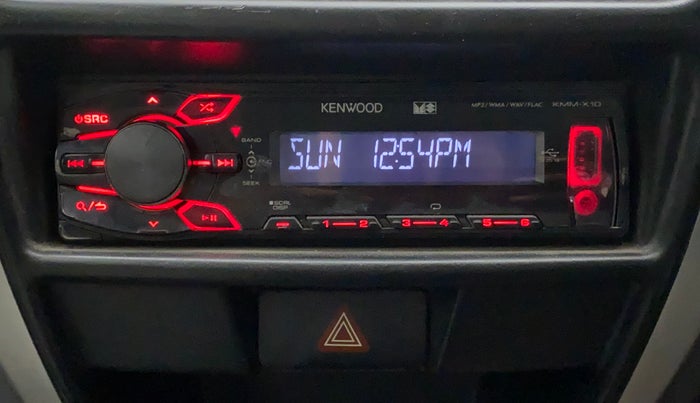 KENWOOD
MP3/WMA/WAV/FLAC KMM-X10
SRC
BAND
SUN 12:54PM
SEEK
SCRL
DISP
1 2 3 4 5 6